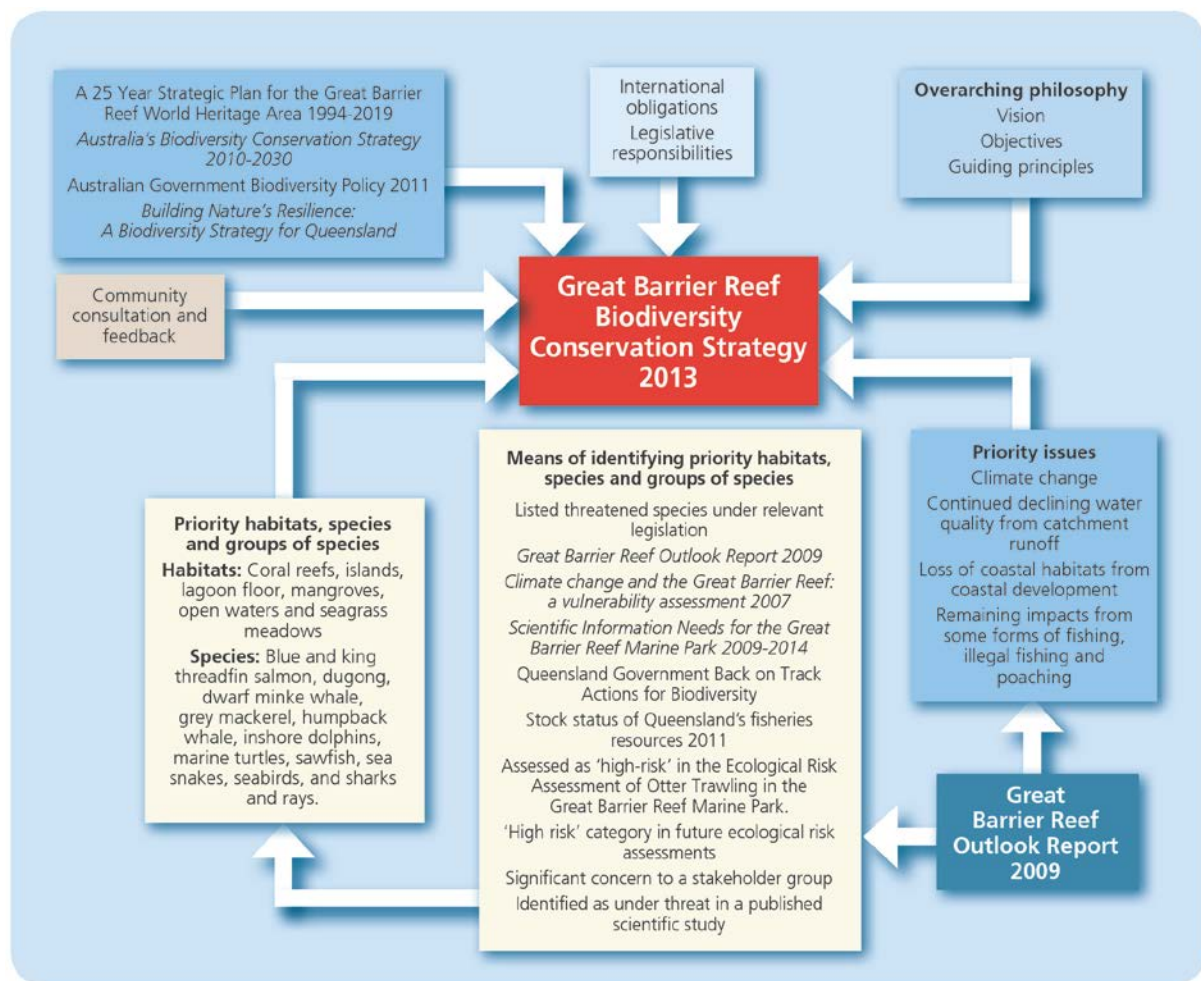 A 25 Year Strategic Plan for the Great Barrier
Reef World Heritage Area 1994-2019
Australia's Biodiversity Conservation Strategy
2010-2030
Australian Government Biodiversity Policy 2011
Building Nature's Resilience:
A Biodiversity Strategy for Queensland
International
obligations
Legislative
responsibilities
Overarching philosophy
Vision
Objectives
Guiding principles
Community
consultation and
feedback
Great Barrier Reef
Biodiversity
Conservation Strategy
2013
Priority habitats, species
and groups of species
Habitats: Coral reefs, islands,
lagoon floor, mangroves,
open waters and seagrass
meadows
Species: Blue and king
threadfin salmon, dugong,
dwarf minke whale,
grey mackerel, humpback
whale, inshore dolphins,
marine turtles, sawfish, sea
snakes, seabirds, and sharks
and rays.
Means of identifying priority habitats,
species and groups of species
Listed threatened species under relevant
legislation
Great Barrier Reef Outlook Report 2009
Climate change and the Great Barrier Reef:
a vulnerability assessment 2007
Scientific Information Needs for the Great
Barrier Reef Marine Park 2009-2014
Queensland Government Back on Track
Actions for Biodiversity
Stock status of Queensland's fisheries
resources 2011
Assessed as 'high-risk' in the Ecological Risk
Assessment of Otter Trawling in the
Great Barrier Reef Marine Park.
'High risk' category in future ecological risk
assessments
Significant concern to a stakeholder group
Identified as under threat in a published
scientific study
Priority issues
Climate change
Continued declining water
quality from catchment
runoff
Loss of coastal habitats from
coastal development
Remaining impacts from
some forms of fishing,
illegal fishing and
poaching
Great
Barrier Reef
Outlook Report
2009